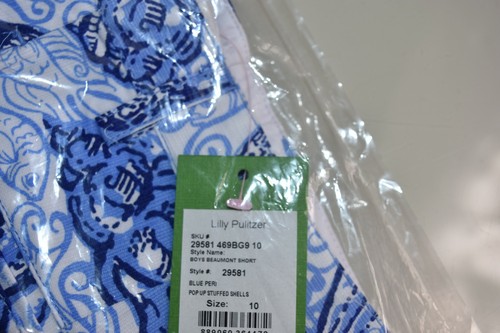 Lilly Pulitzer
SKU #
29581 469BG9 10
Style Name:
BOYS BEAUMONT SHORT
Style #: 29581
BLUE PERI
POP UP STUFFED SHELLS
Size: 10